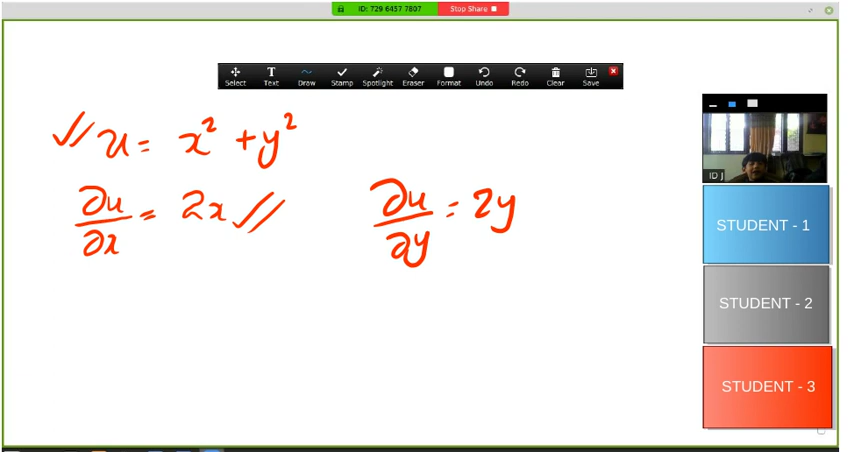 ID: 729 6457 7807 Stop Share
Select Text Draw Stamp Spotlight Eraser Format Undo Redo Clear Save
u = x² + y²
∂u/∂x = 2x
∂u/∂y = 2y
ID J
STUDENT - 1
STUDENT - 2
STUDENT - 3